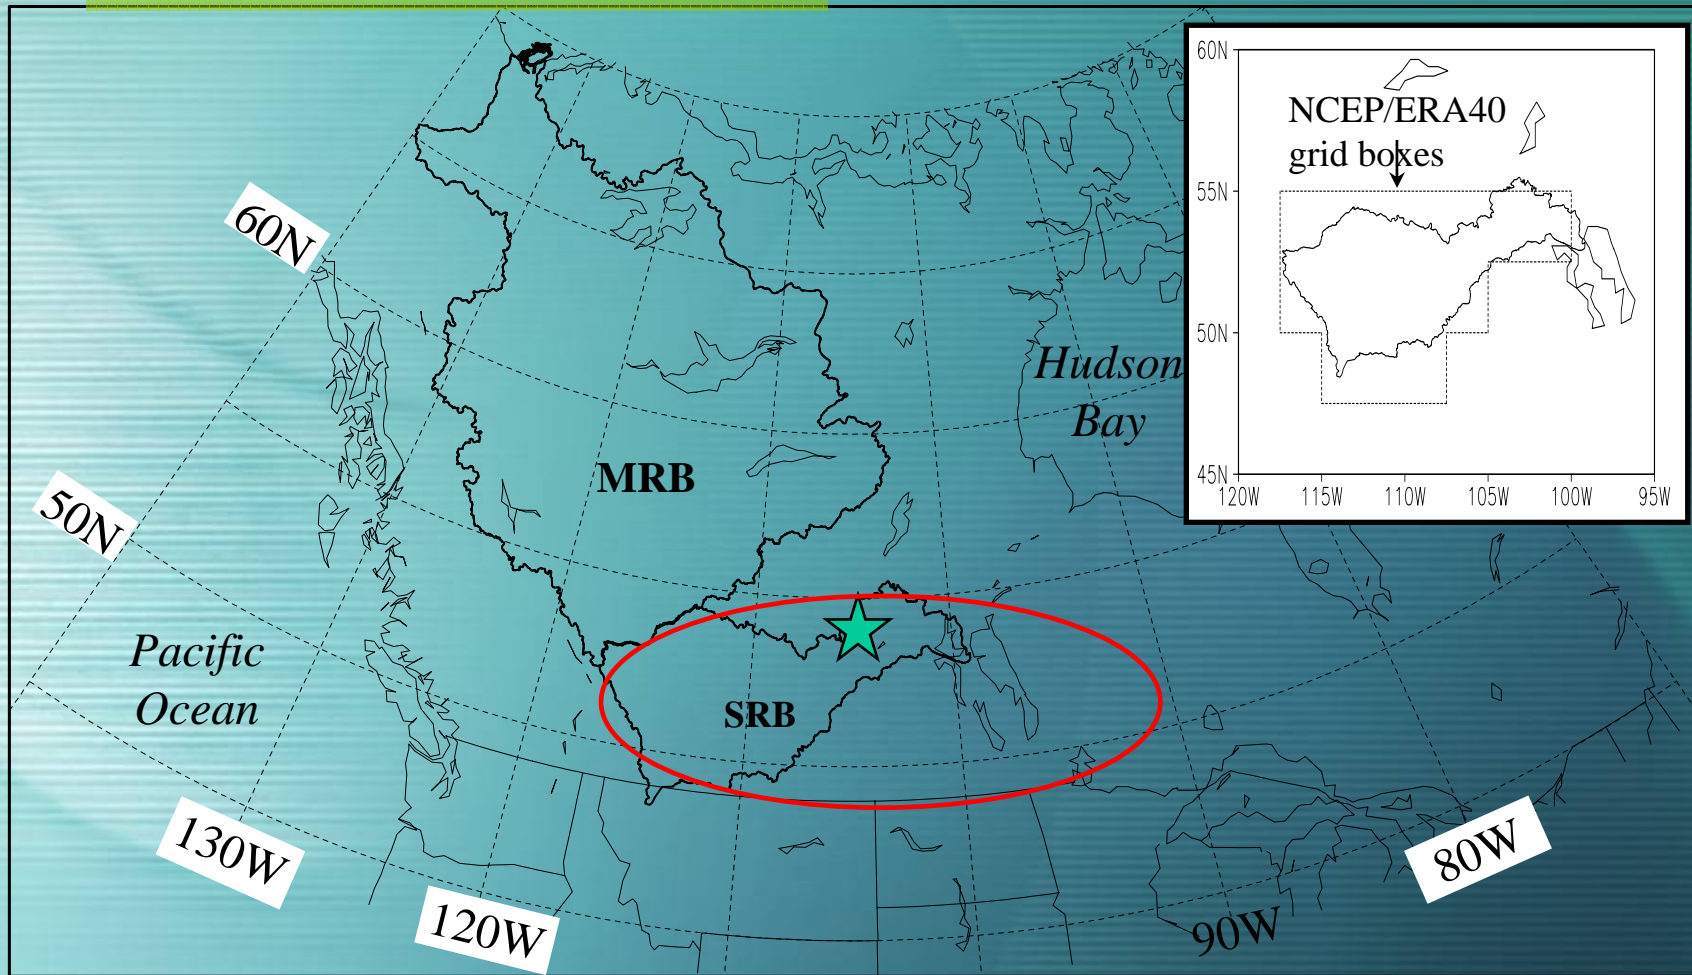 60N
NCEP/ERA40
grid boxes
55N
50N
45N
120W
115W
110W
105W
100W
95W
60N
Hudson
Bay
MRB
50N
Pacific
Ocean
SRB
130W
120W
90W
80W